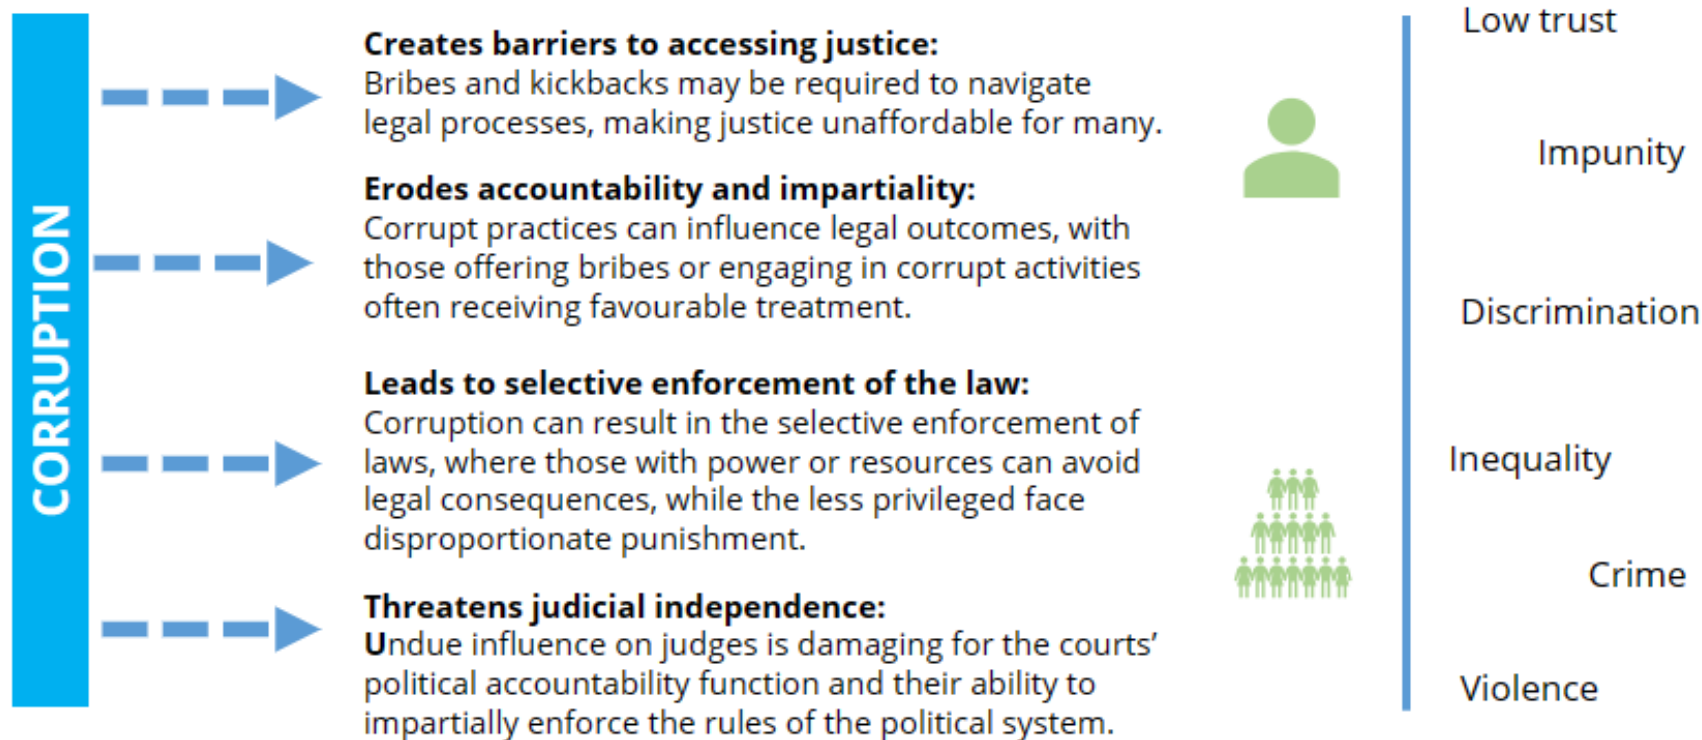 CORRUPTION
Creates barriers to accessing justice:
Bribes and kickbacks may be required to navigate
legal processes, making justice unaffordable for many.
Erodes accountability and impartiality:
Corrupt practices can influence legal outcomes, with
those offering bribes or engaging in corrupt activities
often receiving favourable treatment.
Leads to selective enforcement of the law:
Corruption can result in the selective enforcement of
laws, where those with power or resources can avoid
legal consequences, while the less privileged face
disproportionate punishment.
Threatens judicial independence:
Undue influence on judges is damaging for the courts’
political accountability function and their ability to
impartially enforce the rules of the political system.
Low trust
Impunity
Discrimination
Inequality
Crime
Violence